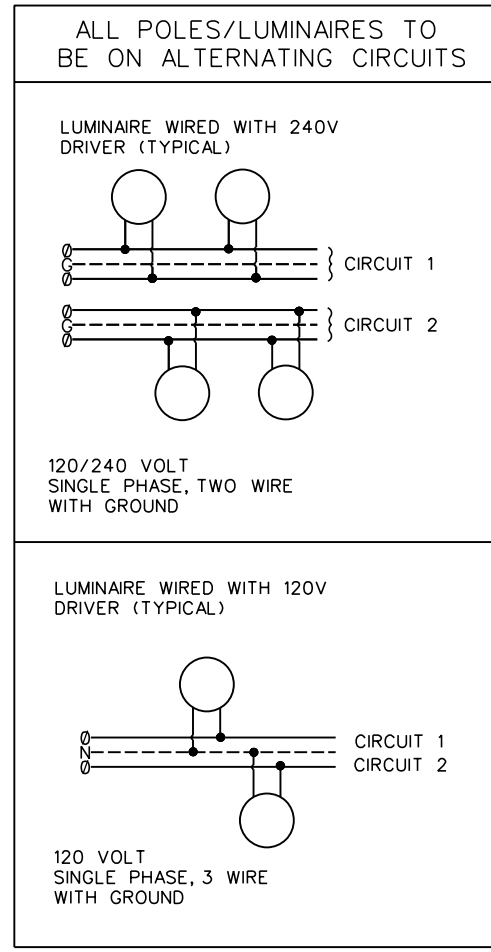 ALL POLES/LUMINAIRES TO
BE ON ALTERNATING CIRCUITS
LUMINAIRE WIRED WITH 240V
DRIVER (TYPICAL)
Ø
G
Ø
CIRCUIT 1
Ø
G
Ø
CIRCUIT 2
120/240 VOLT
SINGLE PHASE, TWO WIRE
WITH GROUND
LUMINAIRE WIRED WITH 120V
DRIVER (TYPICAL)
Ø
N
Ø
CIRCUIT 1
CIRCUIT 2
120 VOLT
SINGLE PHASE, 3 WIRE
WITH GROUND